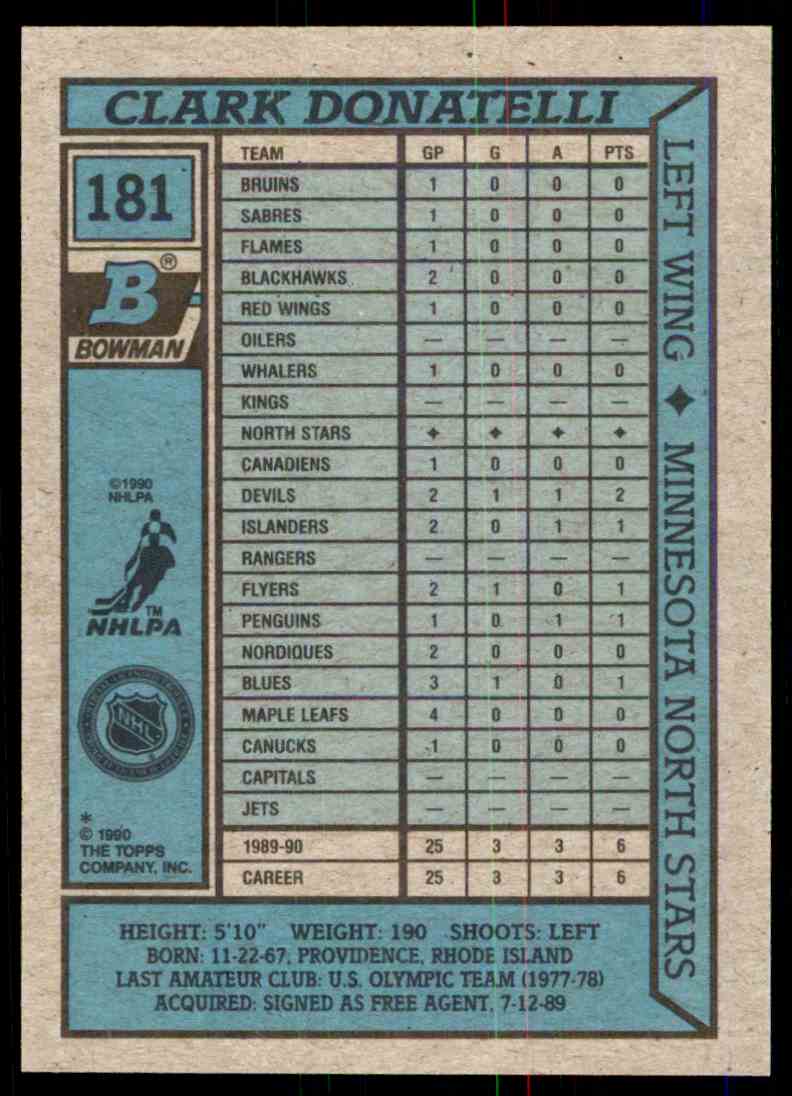 CLARK DONATELLI
181
B®
BOWMAN
©1990
NHLPA
TM
NHLPA
NHL
*
© 1990
THE TOPPS
COMPANY, INC.
TEAM GP G A PTS
BRUINS 1 0 0 0
SABRES 1 0 0 0
FLAMES 1 0 0 0
BLACKHAWKS 2 0 0 0
RED WINGS 1 0 0 0
OILERS — — — —
WHALERS 1 0 0 0
KINGS — — — —
NORTH STARS ✦ ✦ ✦ ✦
CANADIENS 1 0 0 0
DEVILS 2 1 1 2
ISLANDERS 2 0 1 1
RANGERS — — — —
FLYERS 2 1 0 1
PENGUINS 1 0 1 1
NORDIQUES 2 0 0 0
BLUES 3 1 0 1
MAPLE LEAFS 4 0 0 0
CANUCKS 1 0 0 0
CAPITALS — — — —
JETS — — — —
1989-90 25 3 3 6
CAREER 25 3 3 6
LEFT WING ✦ MINNESOTA NORTH STARS
HEIGHT: 5'10" WEIGHT: 190 SHOOTS: LEFT
BORN: 11-22-67, PROVIDENCE, RHODE ISLAND
LAST AMATEUR CLUB: U.S. OLYMPIC TEAM (1977-78)
ACQUIRED: SIGNED AS FREE AGENT, 7-12-89